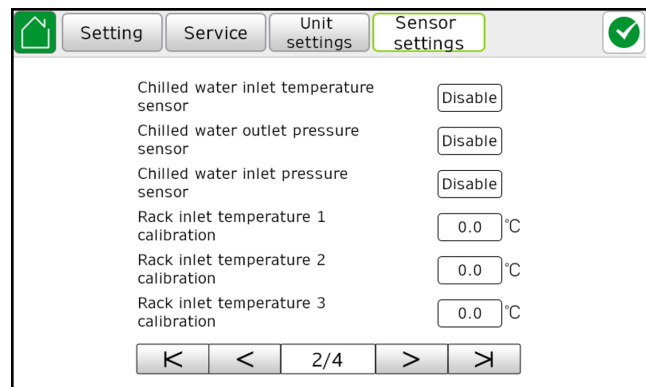 Setting
Service
Unit
settings
Sensor
settings
Chilled water inlet temperature
sensor
Disable
Chilled water outlet pressure
sensor
Disable
Chilled water inlet pressure
sensor
Disable
Rack inlet temperature 1
calibration
0.0 °C
Rack inlet temperature 2
calibration
0.0 °C
Rack inlet temperature 3
calibration
0.0 °C
2/4